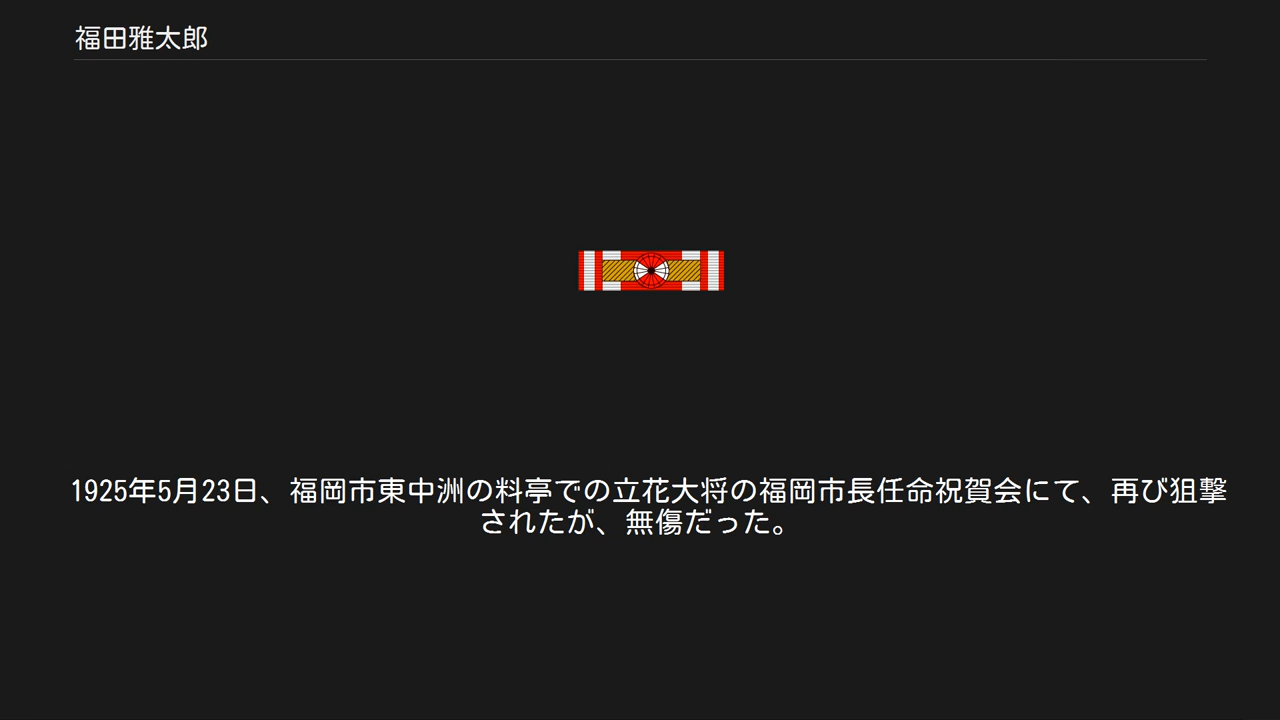 福田雅太郎
1925年5月23日、福岡市東中洲の料亭での立花大将の福岡市長任命祝賀会にて、再び狙撃
されたが、無傷だった。